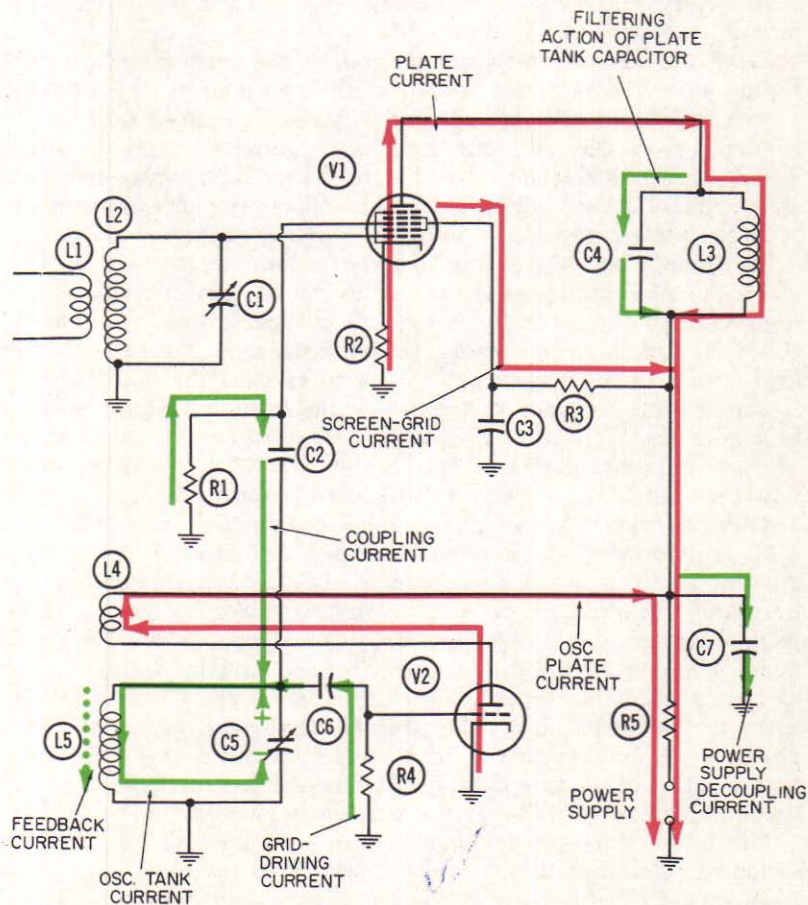 FILTERING
ACTION OF PLATE
TANK CAPACITOR
PLATE
CURRENT
V1
L2
L1
C1
C4
L3
R2
SCREEN-GRID
CURRENT
C3
R3
C2
R1
COUPLING
CURRENT
L4
OSC
PLATE
CURRENT
C7
V2
C6
R5
L5
+
−
C5
R4
FEEDBACK
CURRENT
OSC. TANK
CURRENT
GRID-
DRIVING
CURRENT
POWER
SUPPLY
POWER
SUPPLY
DECOUPLING
CURRENT